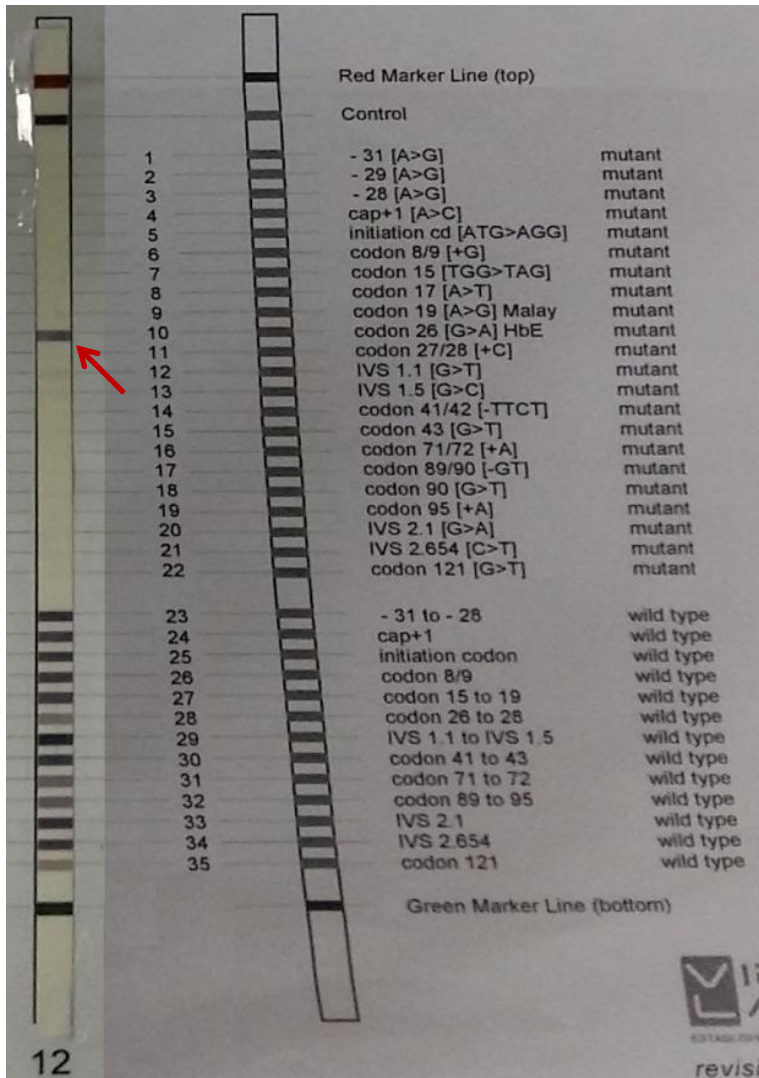 Red Marker Line (top)
Control
1 - 31 [A>G] mutant
2 - 29 [A>G] mutant
3 - 28 [A>G] mutant
4 cap+1 [A>C] mutant
5 initiation cd [ATG>AGG] mutant
6 codon 8/9 [+G] mutant
7 codon 15 [TGG>TAG] mutant
8 codon 17 [A>T] mutant
9 codon 19 [A>G] Malay mutant
10 codon 26 [G>A] HbE mutant
11 codon 27/28 [+C] mutant
12 IVS 1.1 [G>T] mutant
13 IVS 1.5 [G>C] mutant
14 codon 41/42 [-TTCT] mutant
15 codon 43 [G>T] mutant
16 codon 71/72 [+A] mutant
17 codon 89/90 [-GT] mutant
18 codon 90 [G>T] mutant
19 codon 95 [+A] mutant
20 IVS 2.1 [G>A] mutant
21 IVS 2.654 [C>T] mutant
22 codon 121 [G>T] mutant
23 - 31 to - 28 wild type
24 cap+1 wild type
25 initiation codon wild type
26 codon 8/9 wild type
27 codon 15 to 19 wild type
28 codon 26 to 28 wild type
29 IVS 1.1 to IVS 1.5 wild type
30 codon 41 to 43 wild type
31 codon 71 to 72 wild type
32 codon 89 to 95 wild type
33 IVS 2.1 wild type
34 IVS 2.654 wild type
35 codon 121 wild type
Green Marker Line (bottom)
12